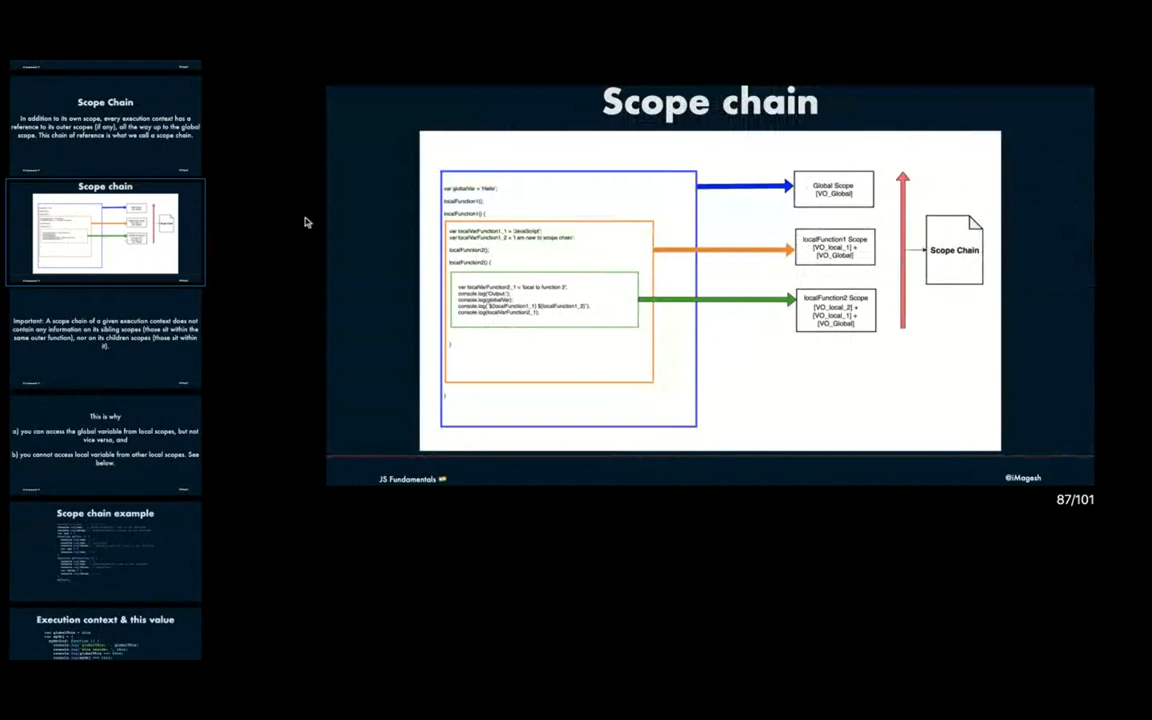 Scope Chain
In addition to its own scope, every execution context has a
reference to its outer scopes (if any), all the way up to the global
scope. This chain of reference is what we call a scope chain.
Scope chain
Important: A scope chain of a given execution context does not
contain any information on its sibling scopes (those sit within the
same outer function), nor on its children scopes (those sit within
it).
This is why
a) you can access the global variable from local scopes, but not
vice versa, and
b) you cannot access local variable from other local scopes. See
below.
Scope chain example
Execution context & this value
var globalThis = this
Scope chain
var globalVar = 'Hello';
localFunction1();
localFunction1() {
var localVarFunction1_1 = 'JavaScript';
var localVarFunction1_2 = 'I am new to scope chain';
localFunction2();
localFunction2() {
var localVarFunction2_1 = 'local to function 2';
console.log('Output:');
console.log(globalVar);
console.log(`${localFunction1_1} ${localFunction1_2}`);
console.log(localVarFunction2_1);
}
}
Global Scope
[VO_Global]
localFunction1 Scope
[VO_local_1] +
[VO_Global]
localFunction2 Scope
[VO_local_2] +
[VO_local_1] +
[VO_Global]
Scope Chain
JS Fundamentals
@iMagesh
87/101